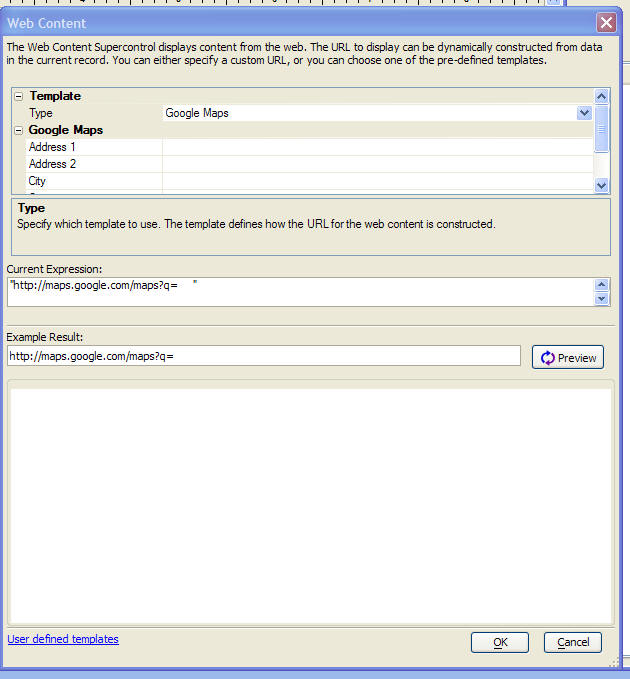 Web Content
The Web Content Supercontrol displays content from the web. The URL to display can be dynamically constructed from data
in the current record. You can either specify a custom URL, or you can choose one of the pre-defined templates.
Template
Type Google Maps
Google Maps
Address 1
Address 2
City
Type
Specify which template to use. The template defines how the URL for the web content is constructed.
Current Expression:
"http://maps.google.com/maps?q= "
Example Result:
http://maps.google.com/maps?q=
Preview
User defined templates
OK
Cancel